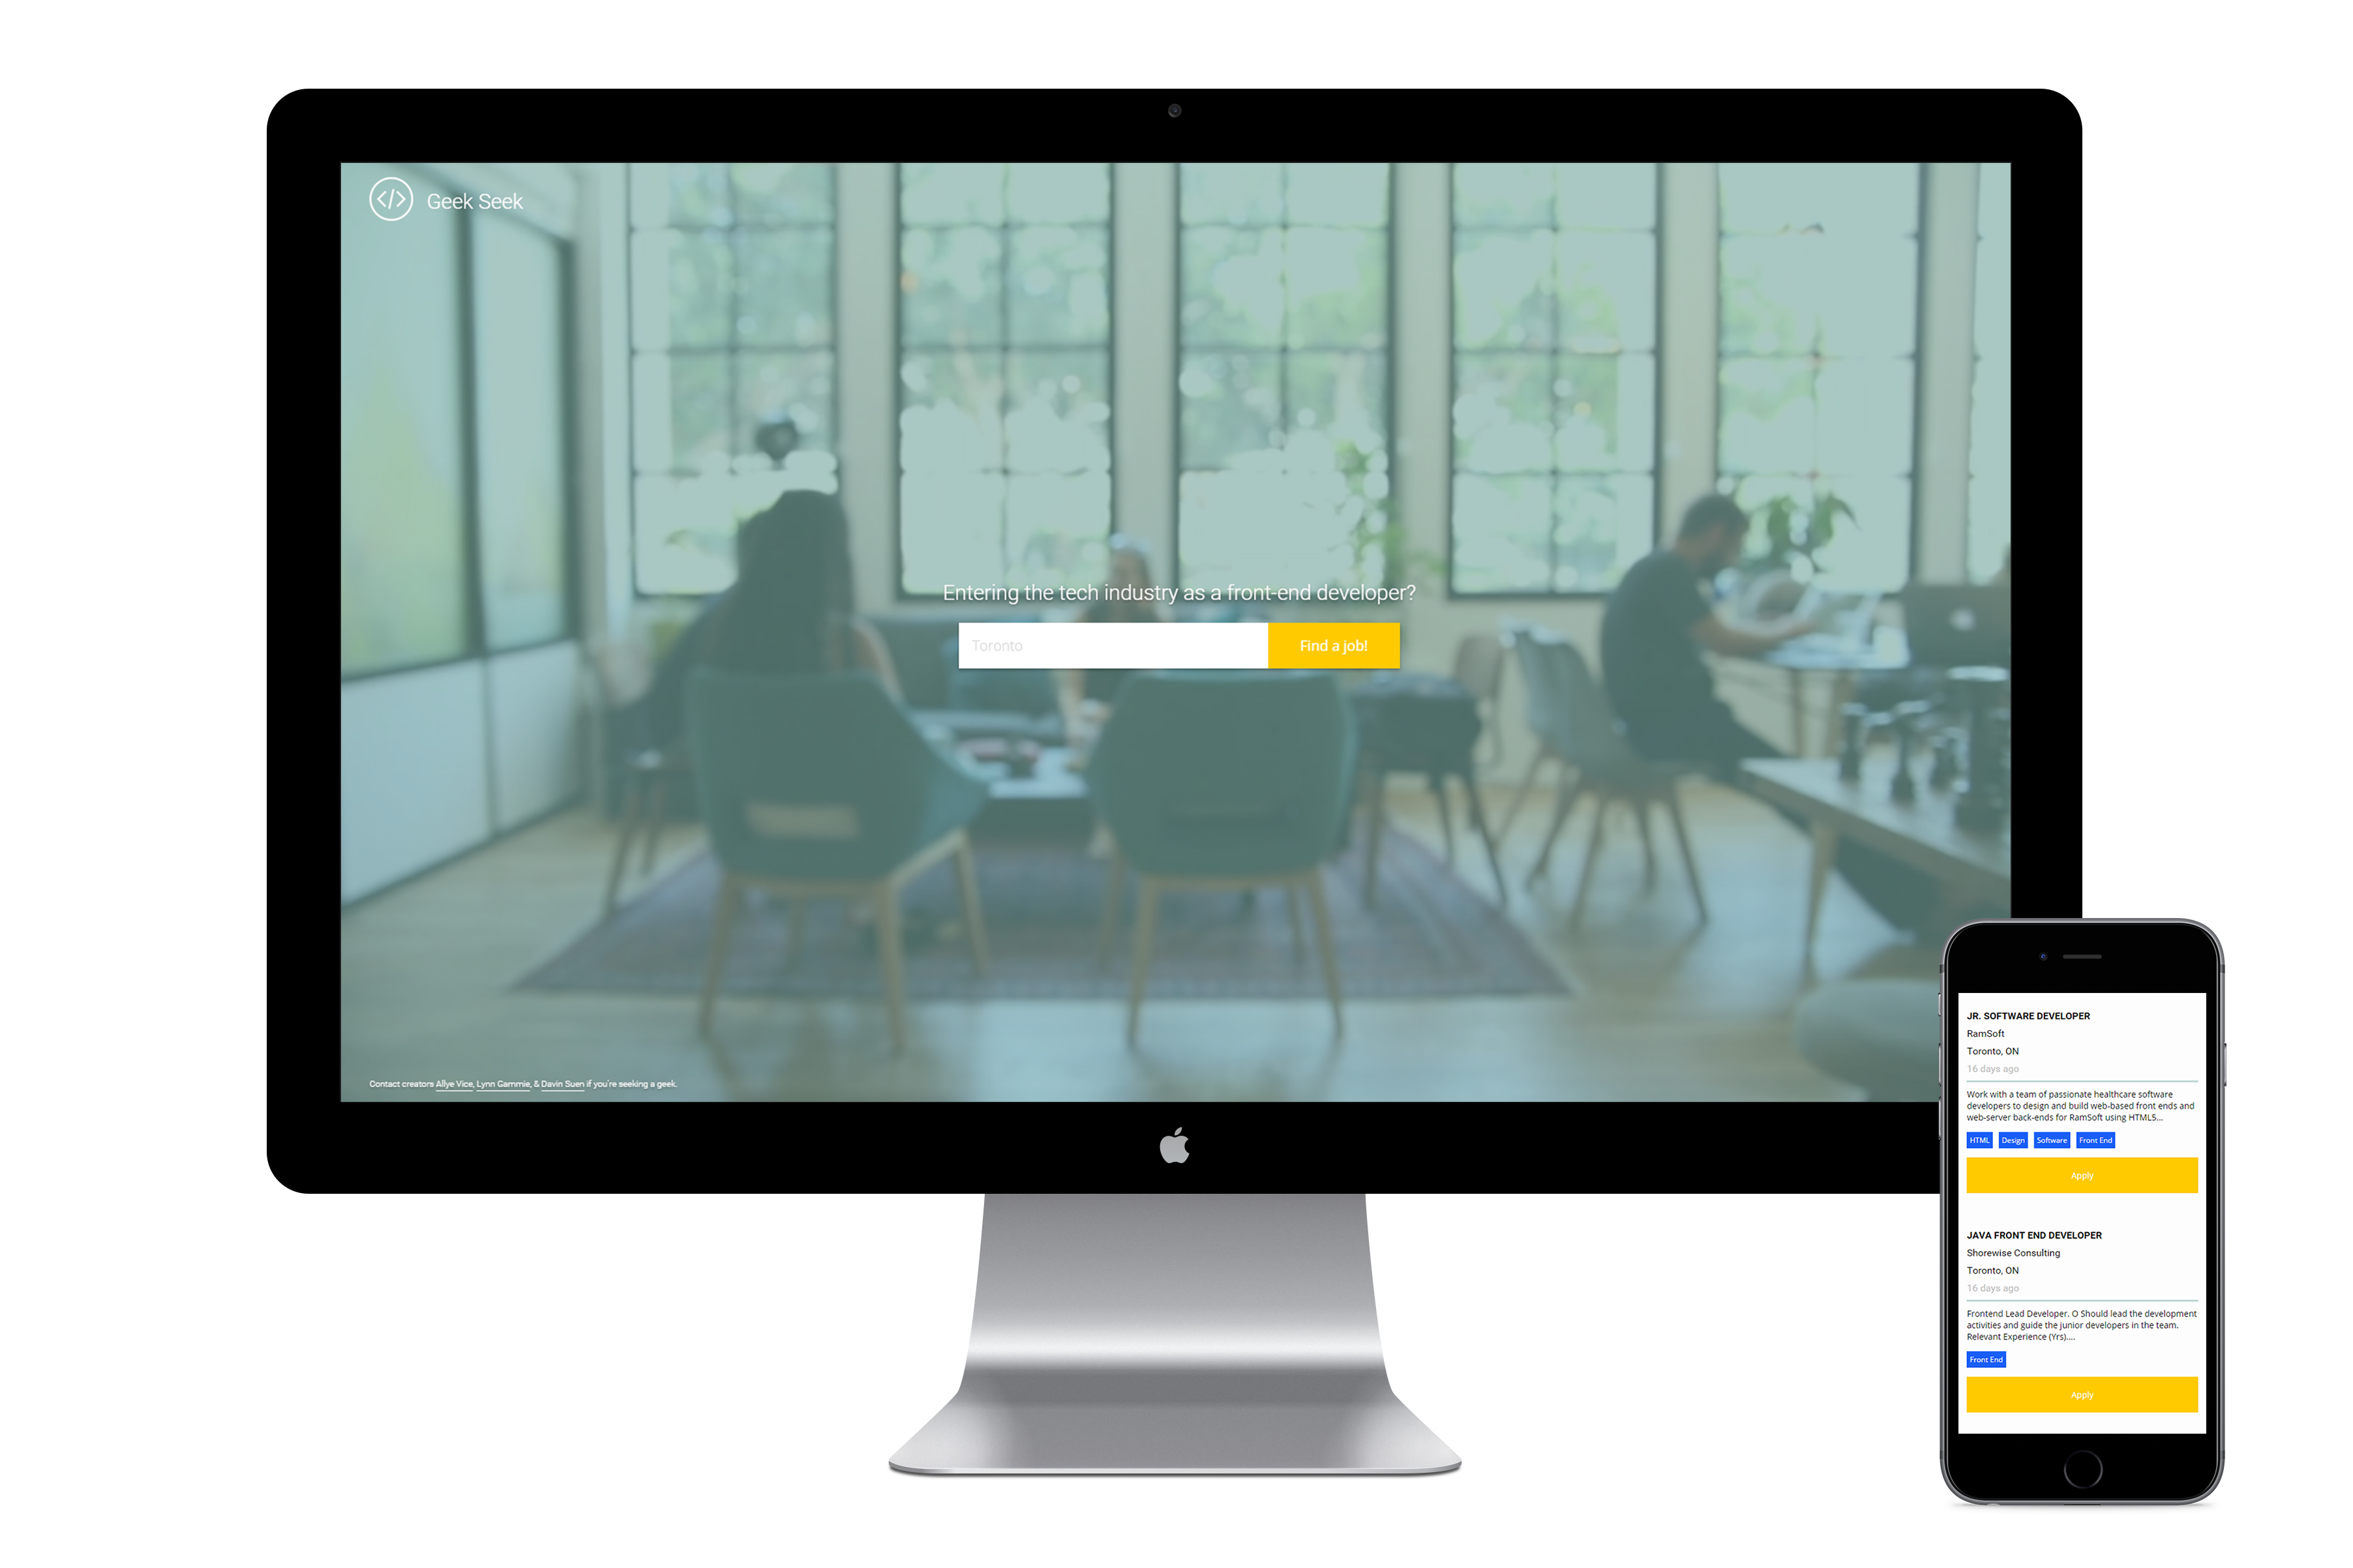 Geek Seek
Entering the tech industry as a front-end developer?
Toronto
Find a job!
Contact creators Allye Vice, Lynn Gammie, & Davin Suen if you're seeking a geek.
JR. SOFTWARE DEVELOPER
RamSoft
Toronto, ON
16 days ago
Work with a team of passionate healthcare software
developers to design and build web-based front ends and
web-server back-ends for RamSoft using HTML5...
HTML Design Software Front End
Apply
JAVA FRONT END DEVELOPER
Shorewise Consulting
Toronto, ON
16 days ago
Frontend Lead Developer. O Should lead the development
activities and guide the junior developers in the team.
Relevant Experience (Yrs)....
Front End
Apply